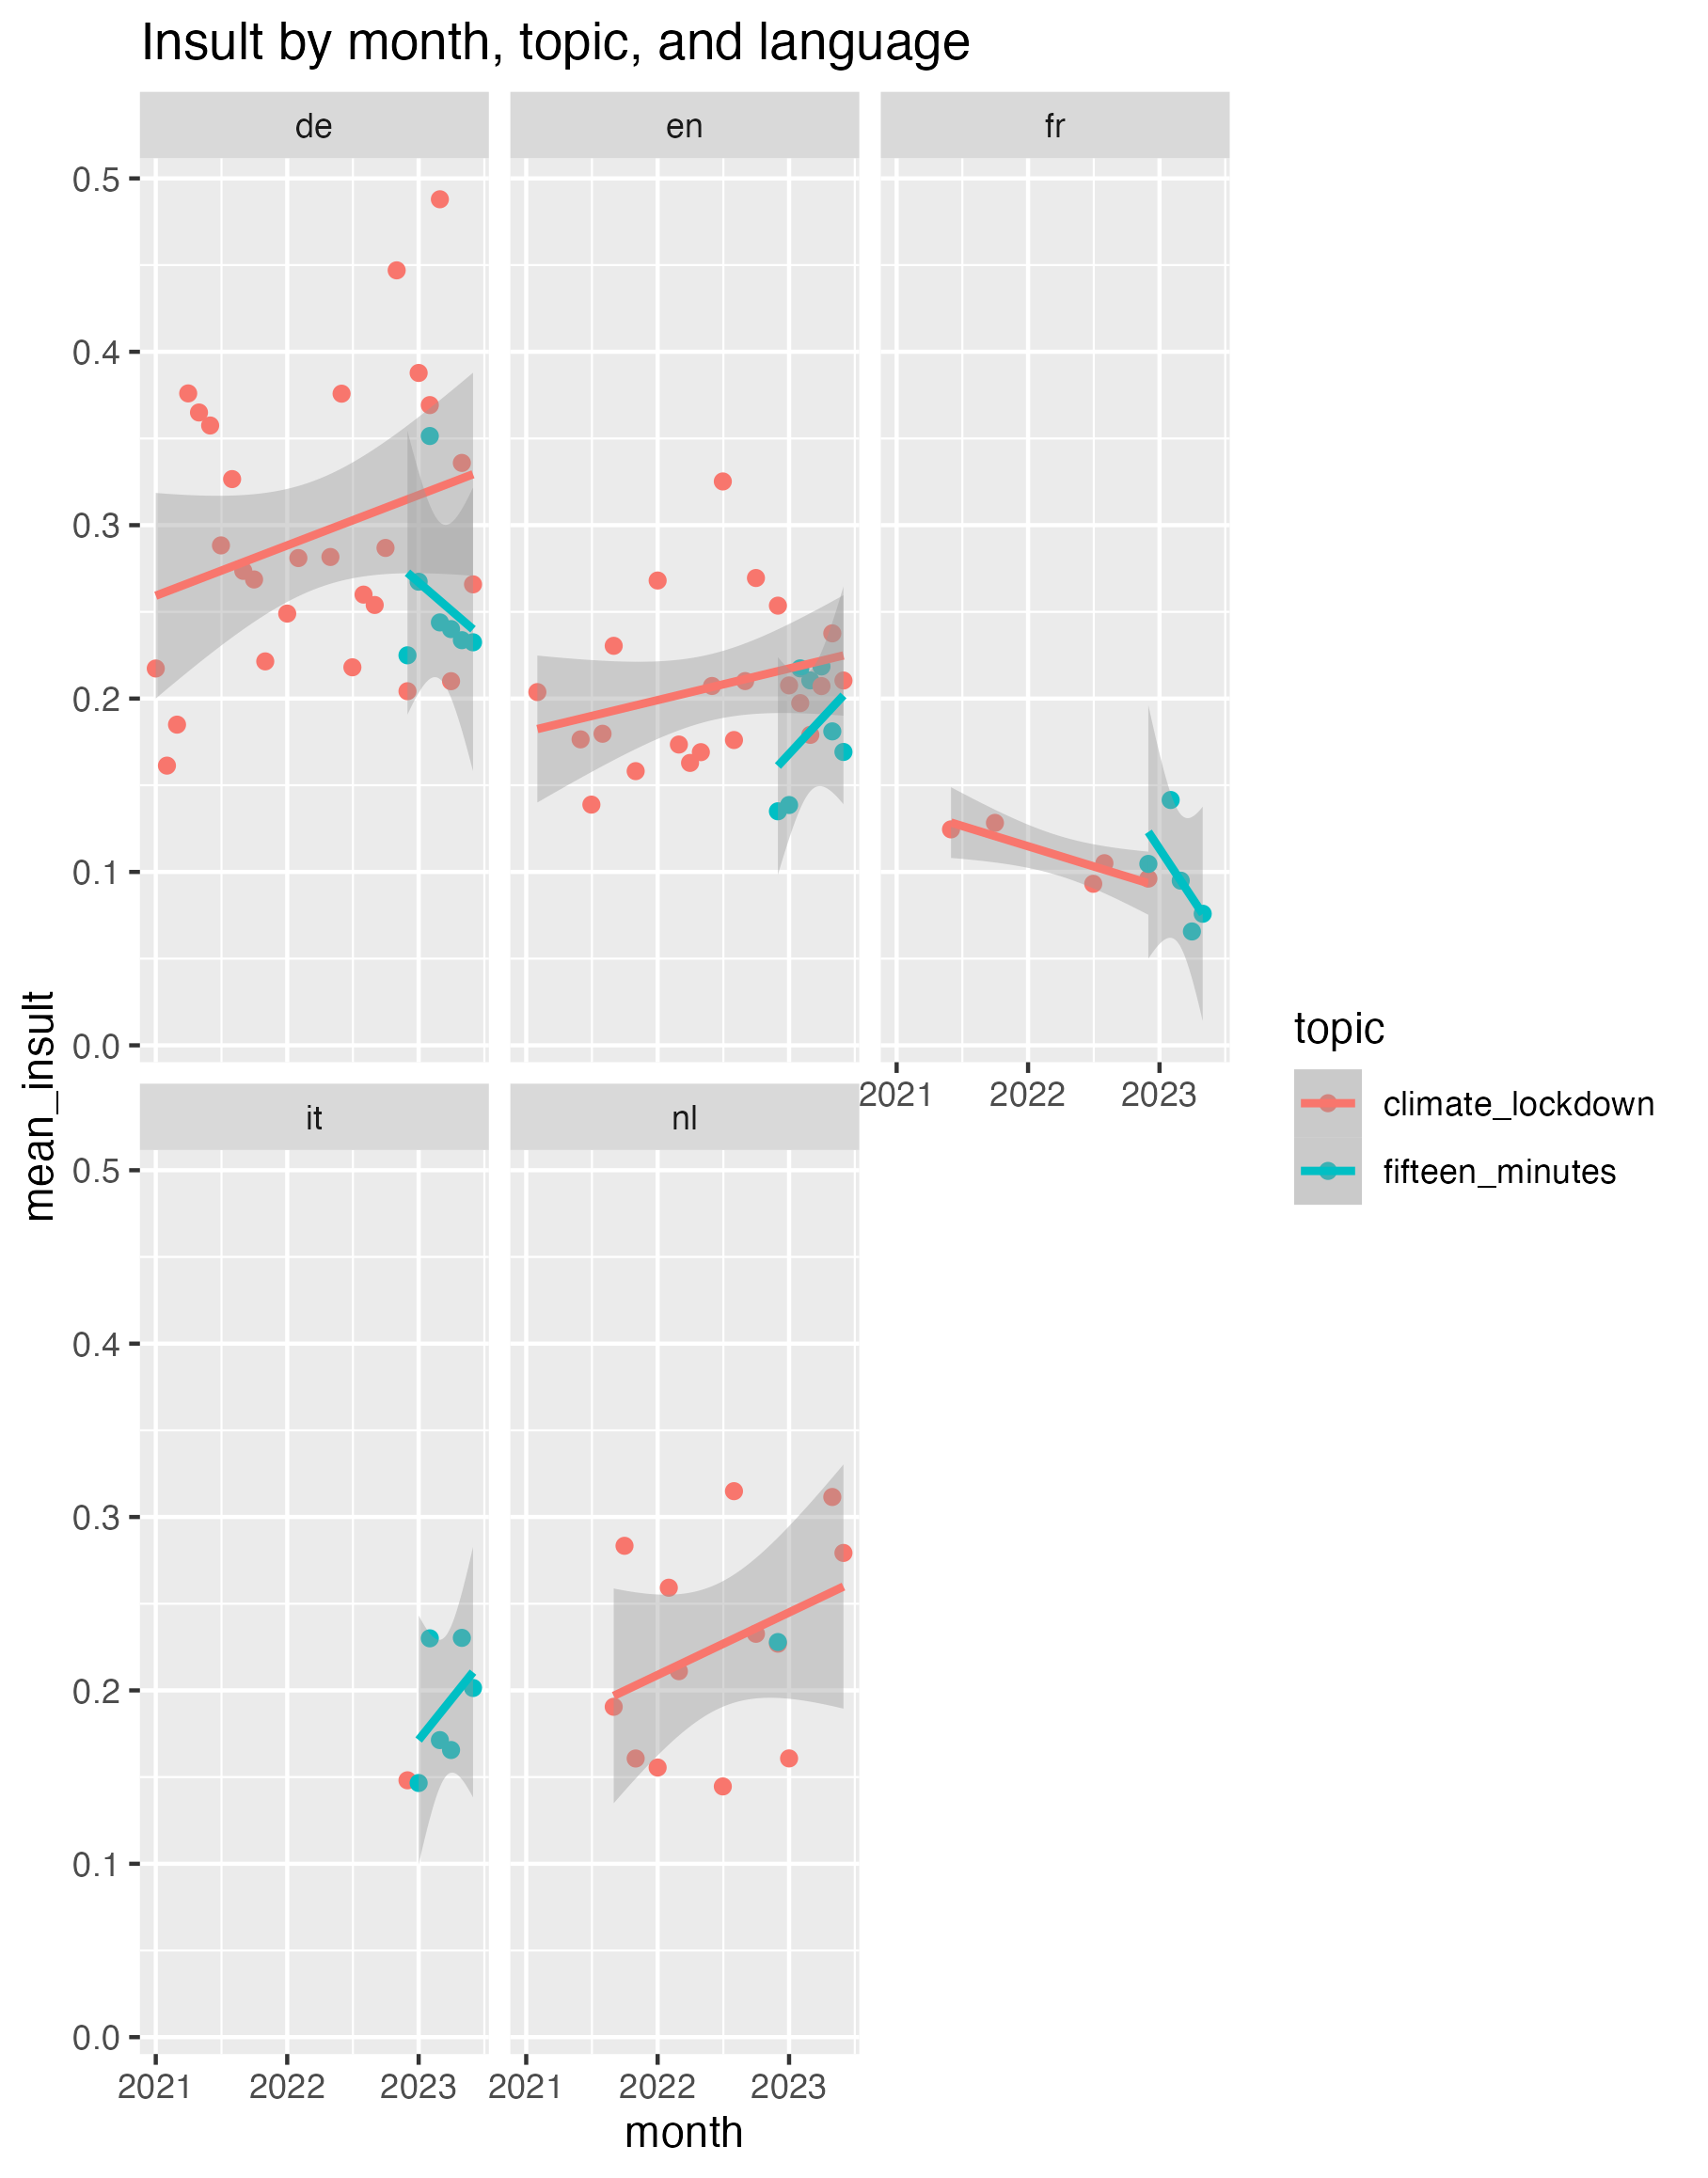 Insult by month, topic, and language
de
en
fr
0.5
0.4
0.3
0.2
0.1
0.0
2021
2022
2023
it
nl
0.5
0.4
0.3
0.2
0.1
0.0
2021
2022
2023
2021
2022
2023
month
mean_insult
topic
climate_lockdown
fifteen_minutes